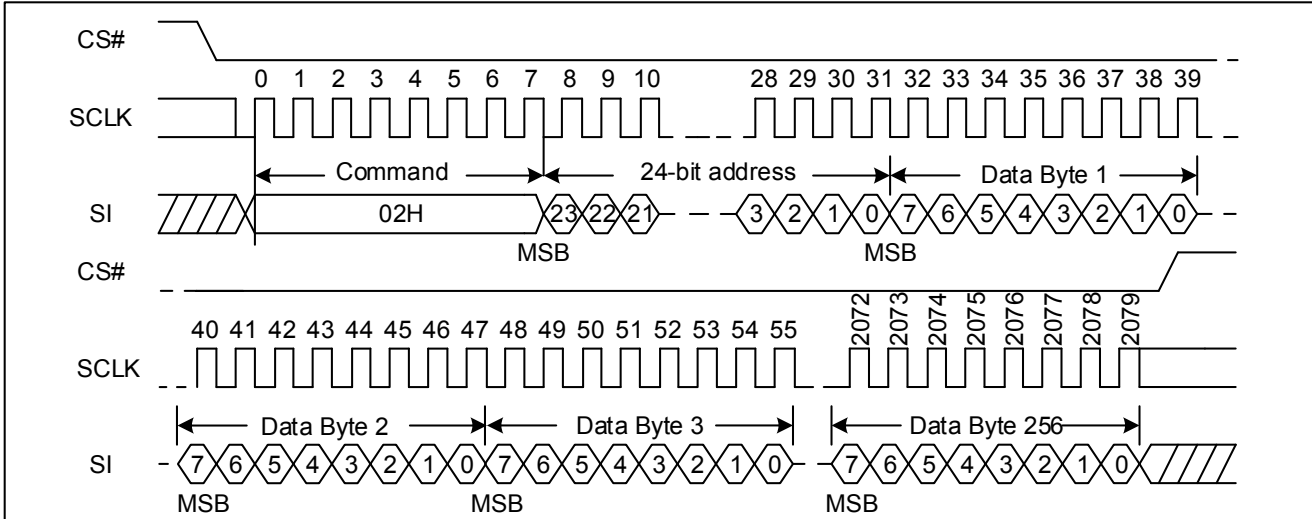 CS#
0 1 2 3 4 5 6 7 8 9 10 28 29 30 31 32 33 34 35 36 37 38 39
SCLK
Command 24-bit address Data Byte 1
SI 02H 23 22 21 3 2 1 0 7 6 5 4 3 2 1 0
MSB MSB
CS#
40 41 42 43 44 45 46 47 48 49 50 51 52 53 54 55 2072 2073 2074 2075 2076 2077 2078 2079
SCLK
Data Byte 2 Data Byte 3 Data Byte 256
SI 7 6 5 4 3 2 1 0 7 6 5 4 3 2 1 0 7 6 5 4 3 2 1 0
MSB MSB MSB